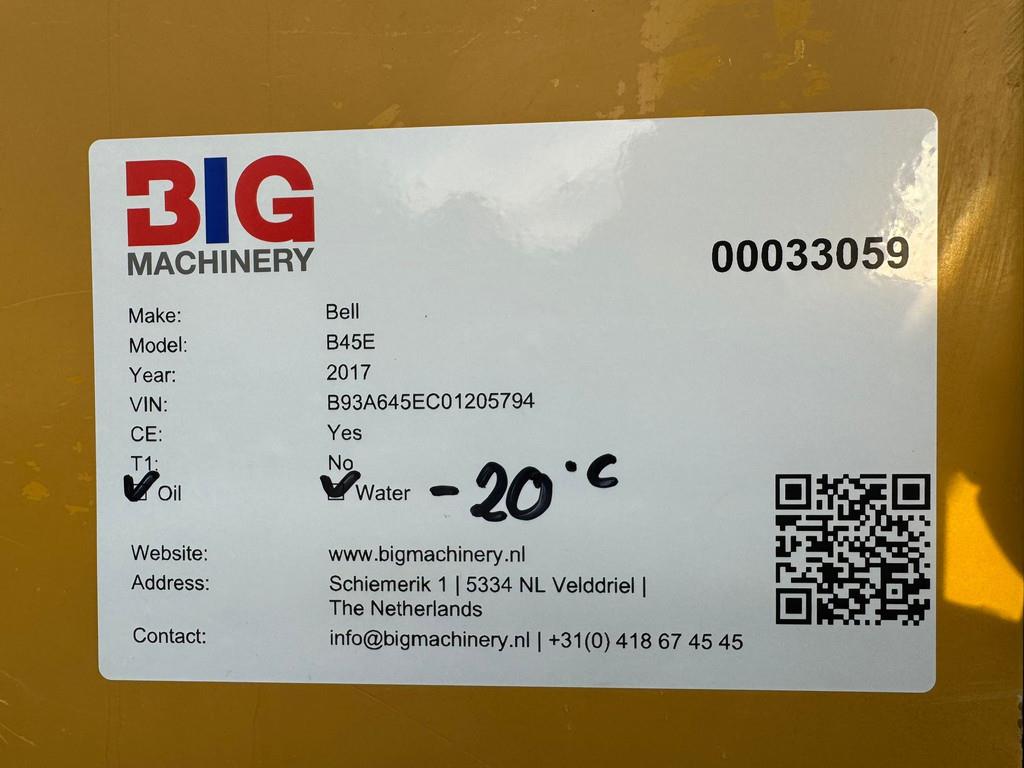 BIG
MACHINERY
00033059
Make: Bell
Model: B45E
Year: 2017
VIN: B93A645EC01205794
CE: Yes
T1: No
Oil Water -20°C
Website: www.bigmachinery.nl
Address: Schiemerik 1 | 5334 NL Velddriel |
The Netherlands
Contact: info@bigmachinery.nl | +31(0) 418 67 45 45